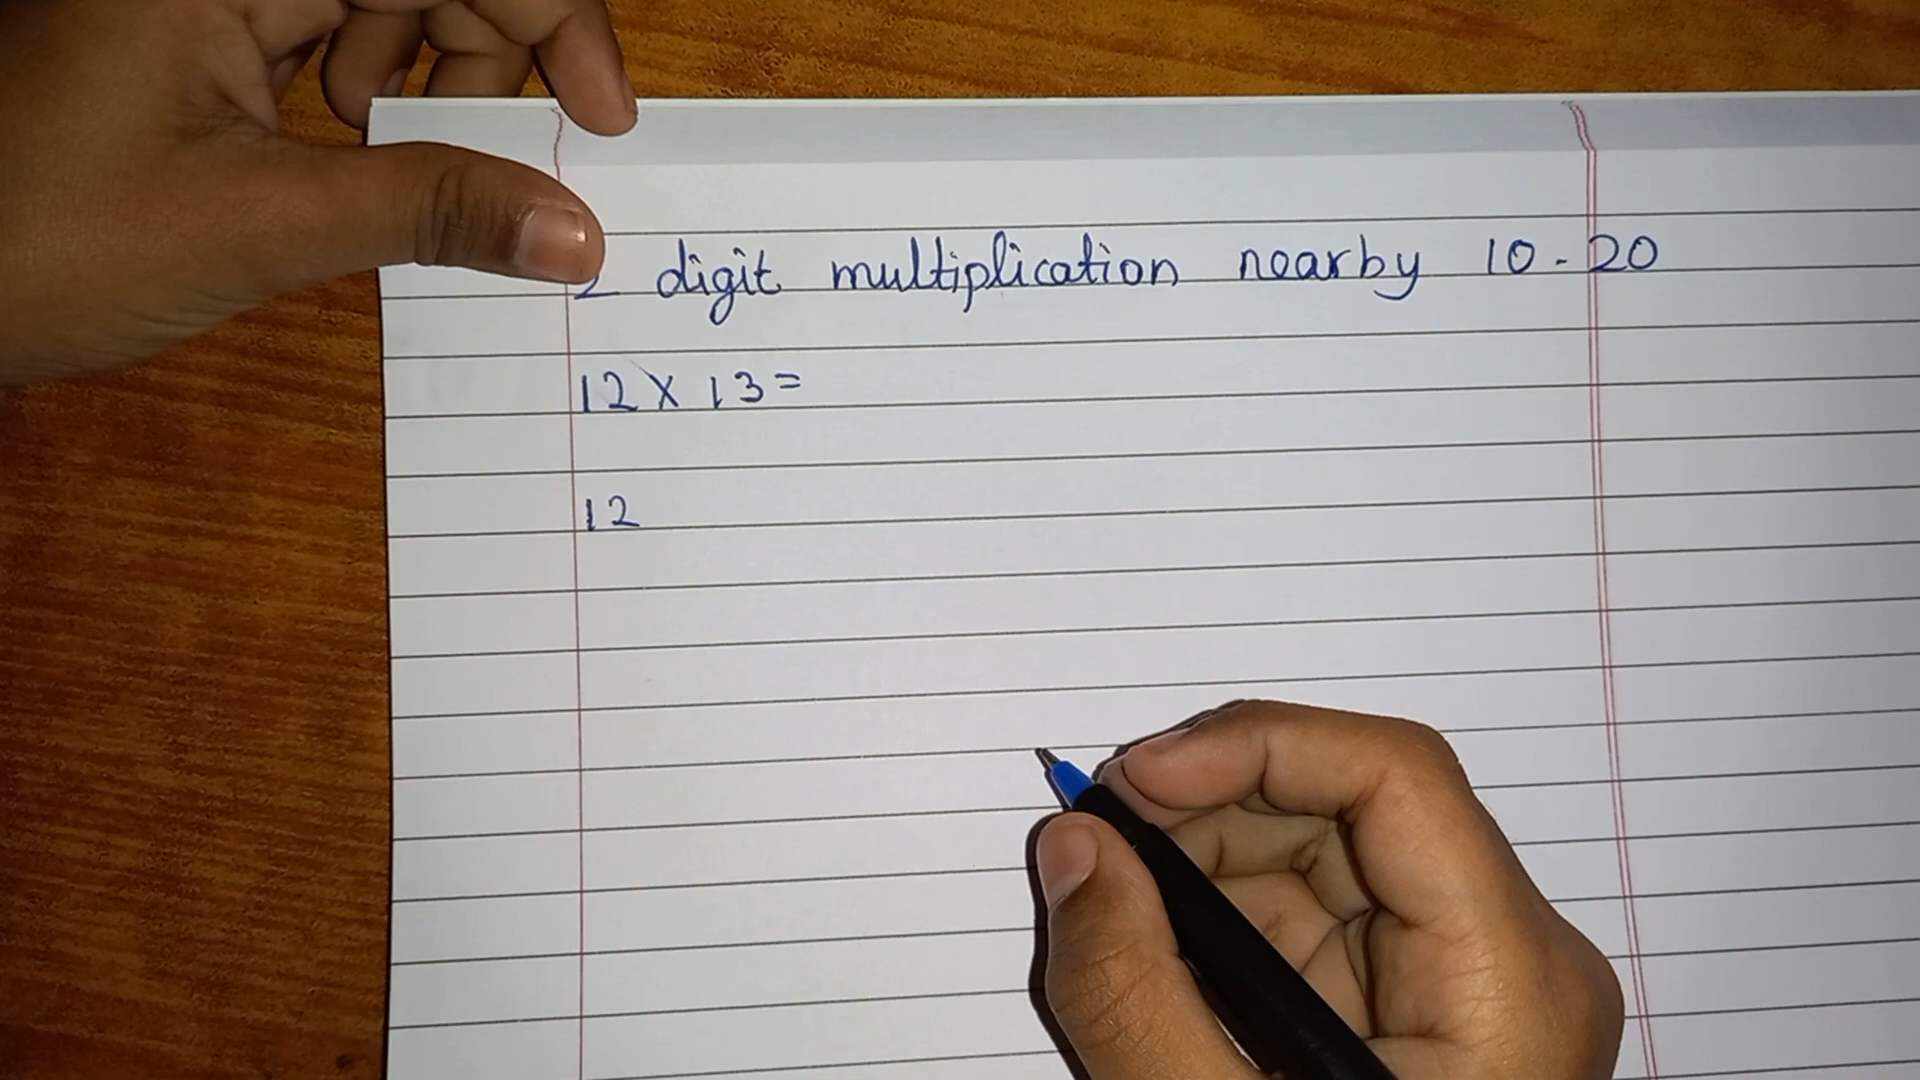 2 digit multiplication nearby 10-20
12 x 13 =
12